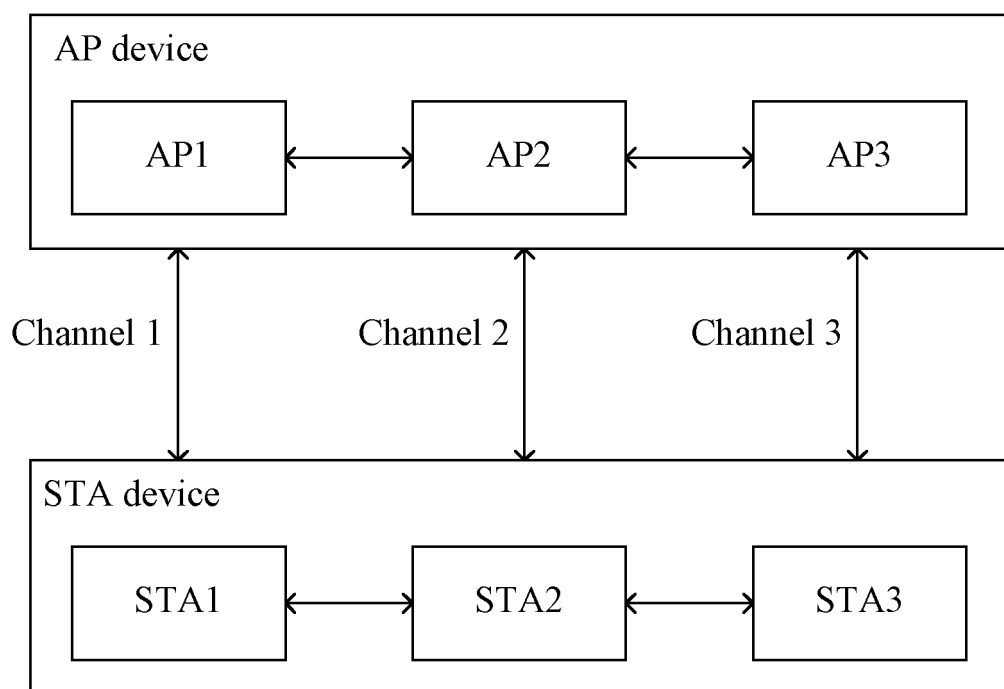 AP device
AP1
AP2
AP3
Channel 1
Channel 2
Channel 3
STA device
STA1
STA2
STA3